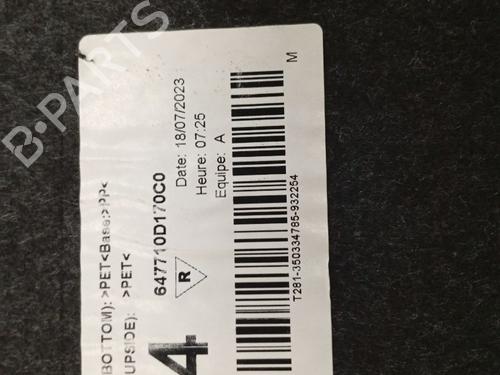 BOTTOM): >PET<Base:>PP<
UPSIDE): >PET<
647710D170C0
R
4
Date: 18/07/2023
Heure: 07:25
Equipe: A
T281-350334785-932254
M
B-PARTS